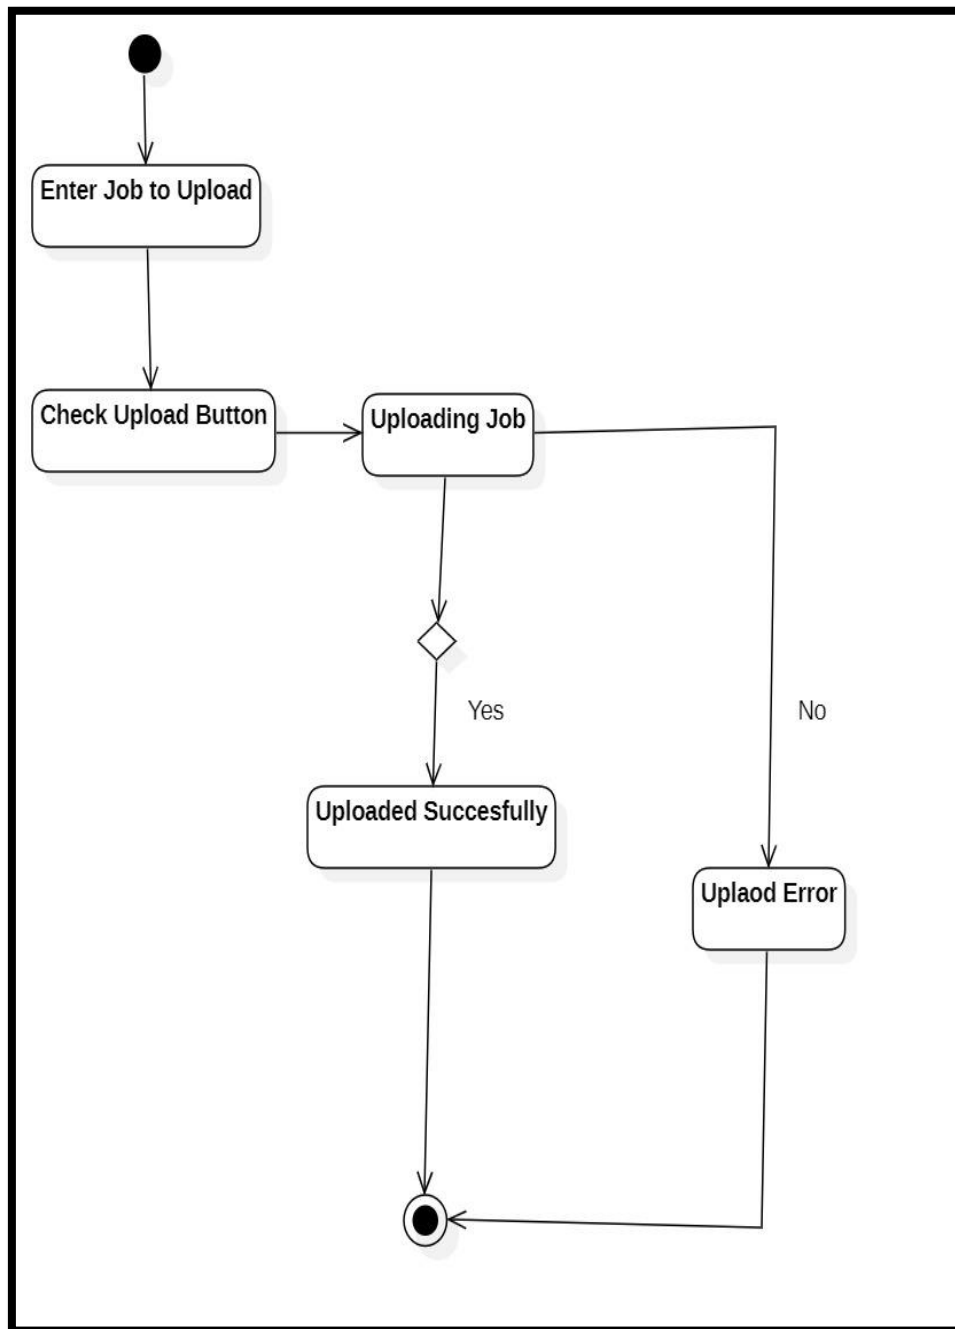 Enter Job to Upload
Check Upload Button
Uploading Job
Yes
No
Uploaded Succesfully
Uplaod Error